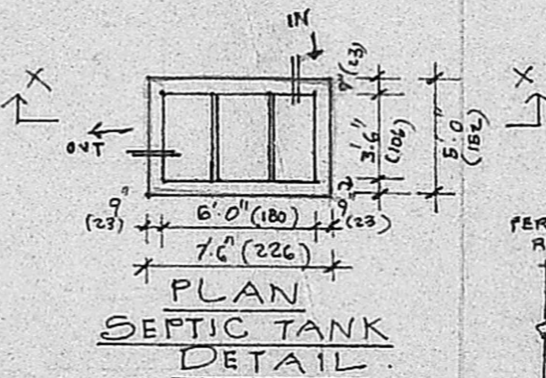 IN
X
X
9" (23)
3'.6"
(106)
5'.0"
(152)
OUT
9"
(23)
6'.0" (180)
9"
(23)
7'.6" (226)
PLAN
SEPTIC TANK
DETAIL.
PER
R